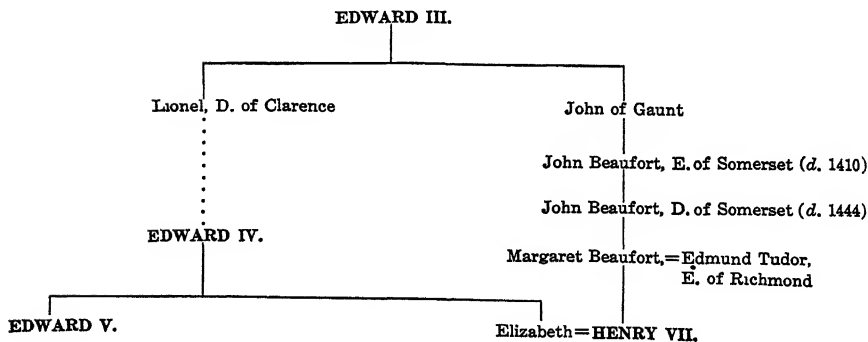 EDWARD III.
Lionel, D. of Clarence
John of Gaunt
John Beaufort, E. of Somerset (d. 1410)
John Beaufort, D. of Somerset (d. 1444)
EDWARD IV.
Margaret Beaufort,=Edmund Tudor,
E. of Richmond
EDWARD V.
Elizabeth=HENRY VII.